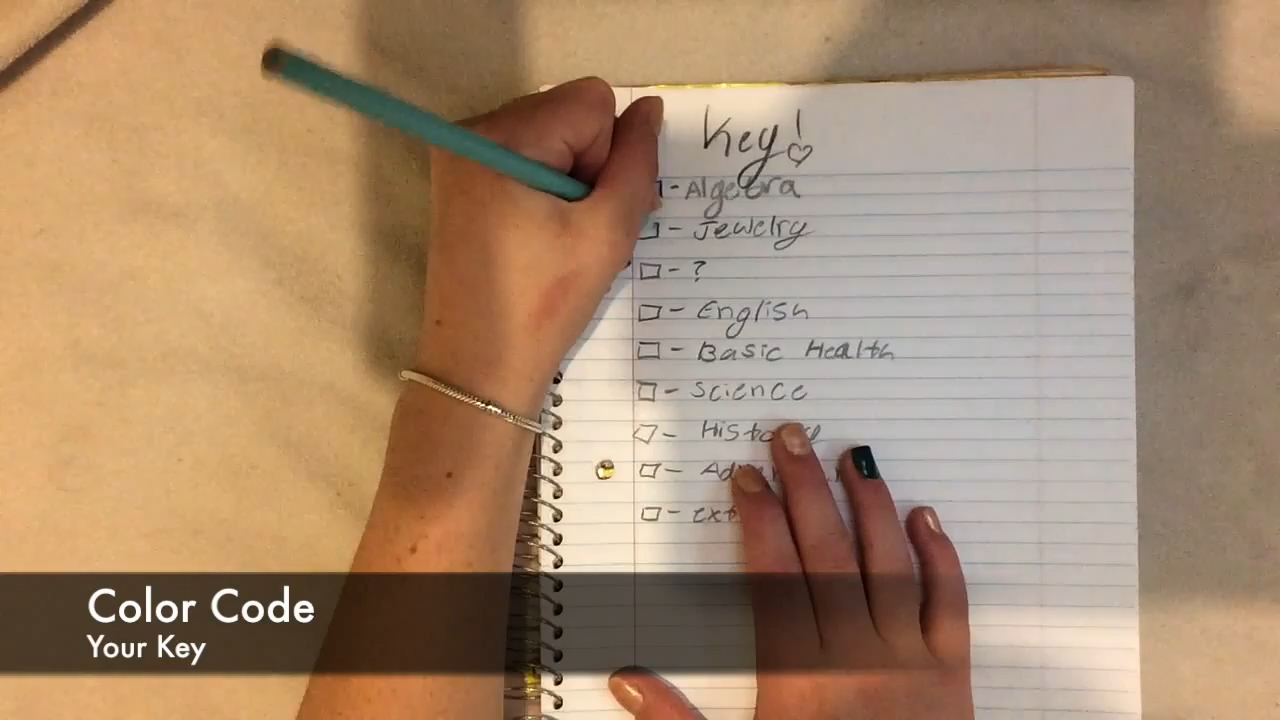 Key!
- Algebra
- Jewelry
- ?
- English
- Basic Health
- Science
- History
Color Code
Your Key